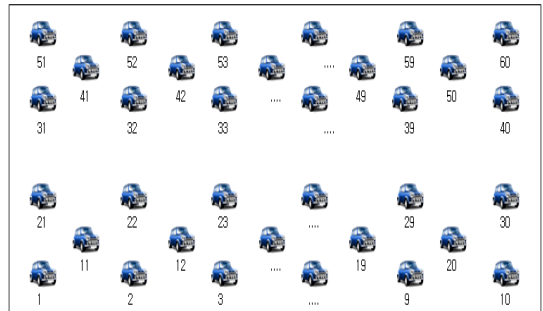 51 52 53 .... 59 60
41 42 .... 49 50
31 32 33 .... 39 40
21 22 23 .... 29 30
11 12 .... 19 20
1 2 3 .... 9 10